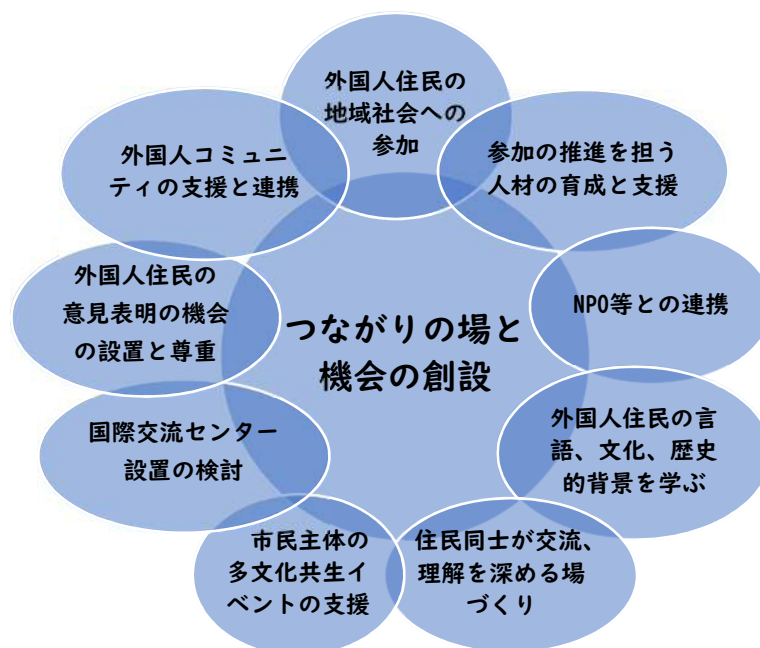 外国人住民の
地域社会への
参加
参加の推進を担う
人材の育成と支援
NPO等との連携
外国人住民の言
語、文化、歴史
的背景を学ぶ
住民同士が交流、
理解を深める場
づくり
市民主体の
多文化共生イ
ベントの支援
国際交流センター
設置の検討
外国人住民の
意見表明の機会
の設置と尊重
外国人コミュニ
ティの支援と連携
つながりの場と
機会の創設